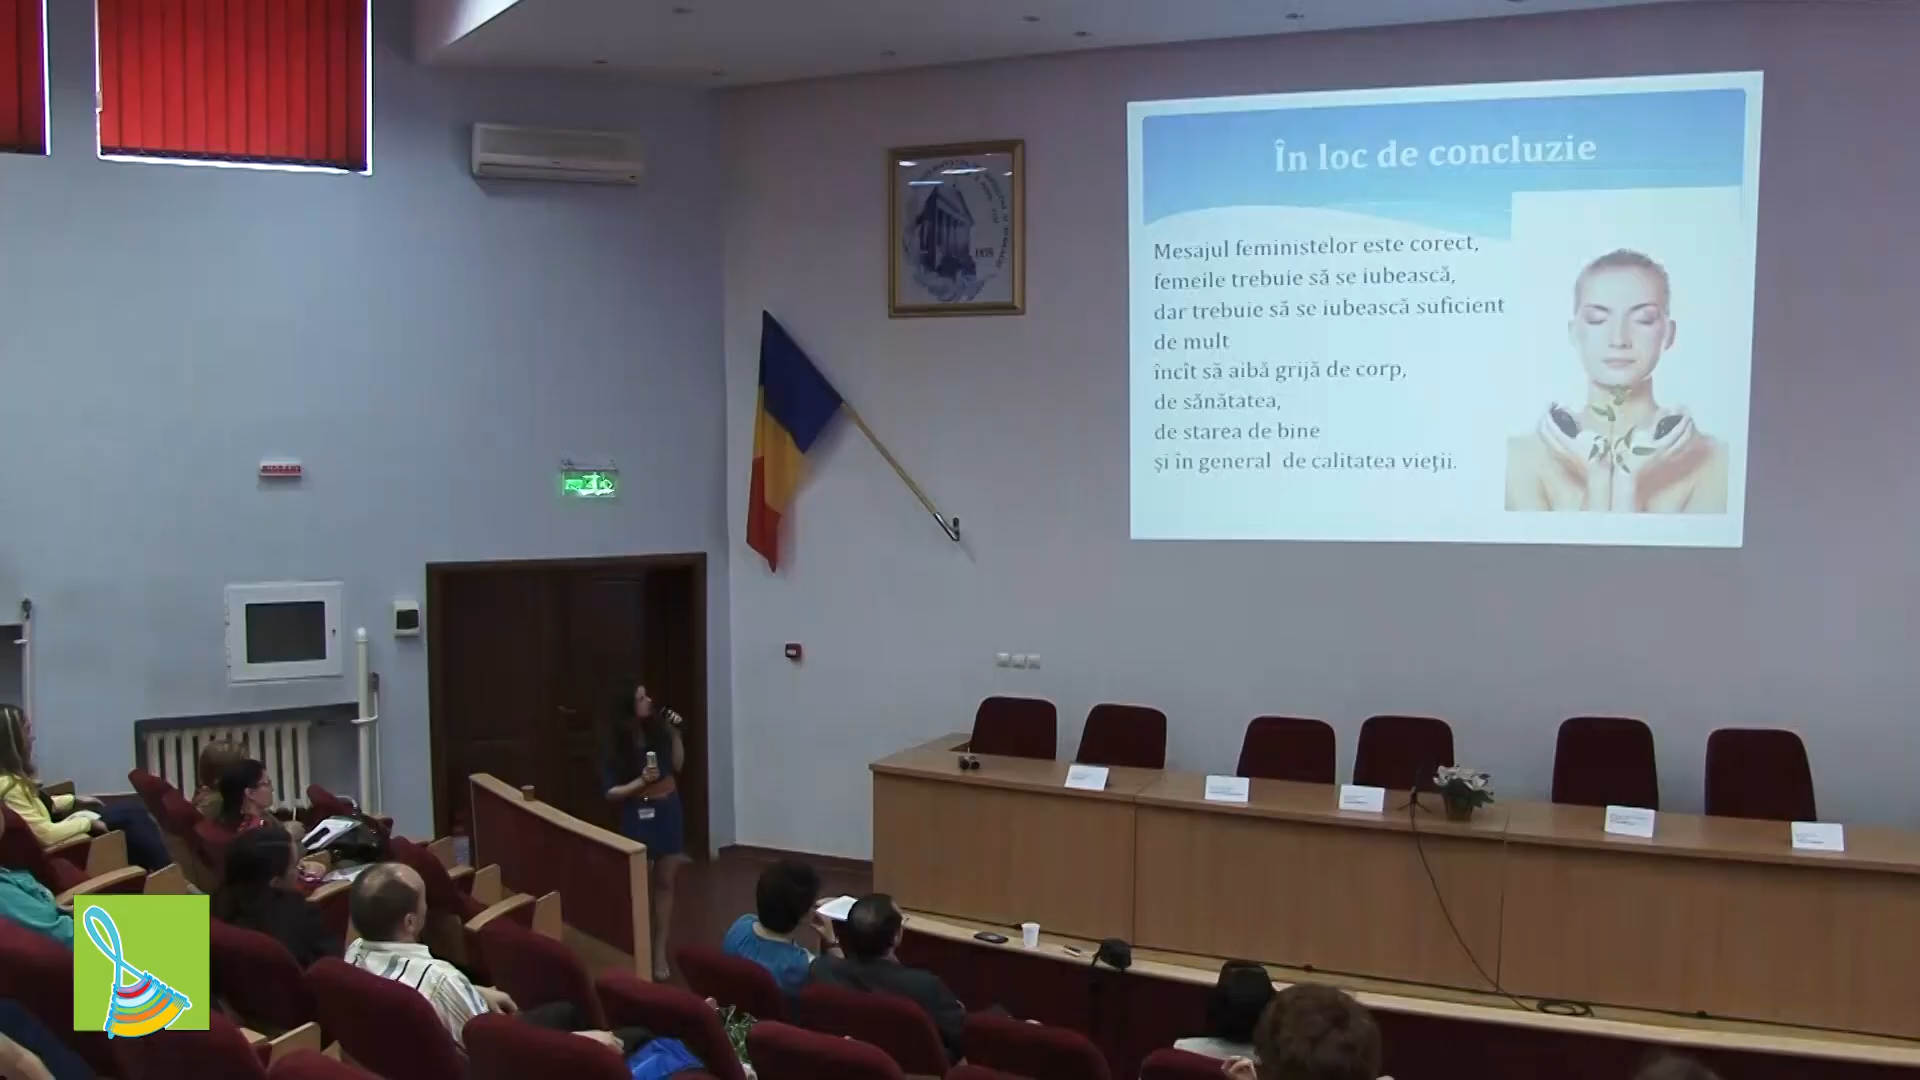 În loc de concluzie
Mesajul feministelor este corect,
femeile trebuie să se iubească,
dar trebuie să se iubească suficient
de mult
încît să aibă grijă de corp,
de sănătatea,
de starea de bine
şi în general de calitatea vieţii.
HIDRANT